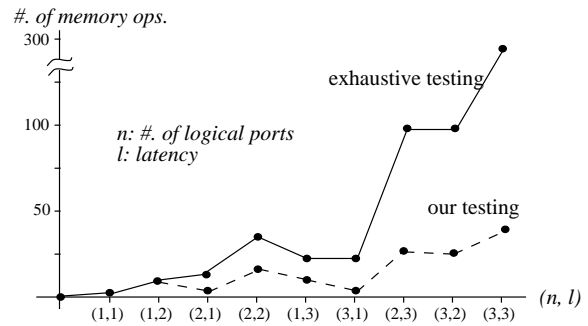 #. of memory ops.
300
exhaustive testing
100
n: #. of logical ports
l: latency
50
our testing
(n, l)
(1,1) (1,2) (2,1) (2,2) (1,3) (3,1) (2,3) (3,2) (3,3)